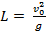 L = v₀²/g